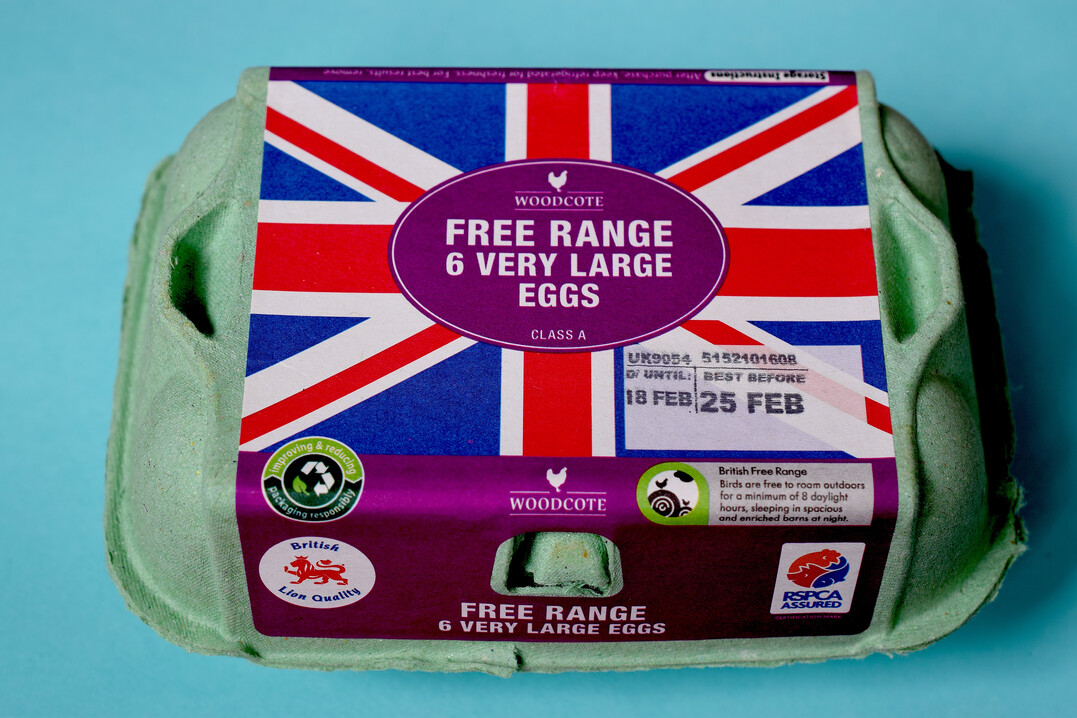 Storage Instructions After purchase, keep refrigerated for freshness. For best results, remove
WOODCOTE
FREE RANGE
6 VERY LARGE
EGGS
CLASS A
UK9054 5152101608
D/ UNTIL: BEST BEFORE
18 FEB 25 FEB
improving & reducing
packaging responsibly
WOODCOTE
British Free Range
Birds are free to roam outdoors
for a minimum of 8 daylight
hours, sleeping in spacious
and enriched barns at night.
British
Lion Quality
RSPCA
ASSURED
CERTIFICATION MARK
FREE RANGE
6 VERY LARGE EGGS